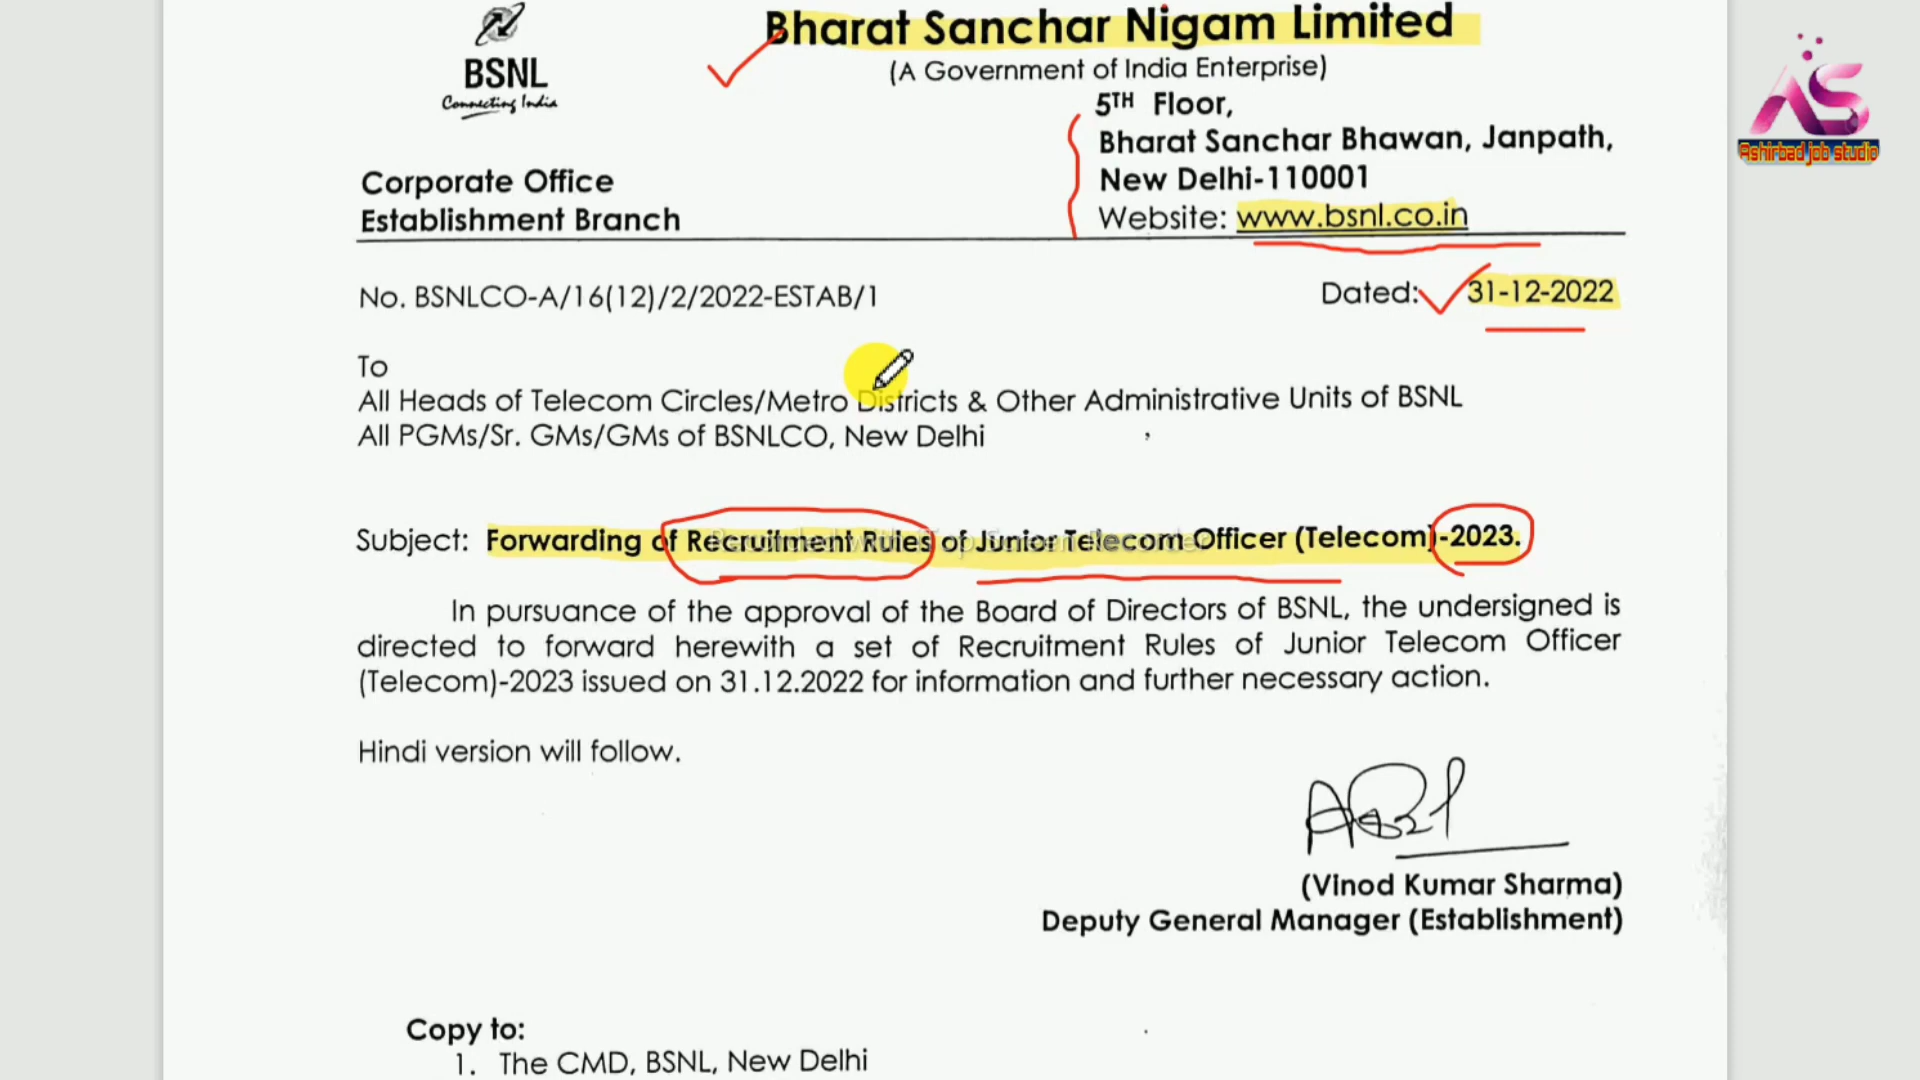 BSNL
Connecting India
Bharat Sanchar Nigam Limited
(A Government of India Enterprise)
5TH Floor,
Bharat Sanchar Bhawan, Janpath,
New Delhi-110001
Website: www.bsnl.co.in
Corporate Office
Establishment Branch
AS
Ashirbad job studio
No. BSNLCO-A/16(12)/2/2022-ESTAB/1
Dated: 31-12-2022
To
All Heads of Telecom Circles/Metro Districts & Other Administrative Units of BSNL
All PGMs/Sr. GMs/GMs of BSNLCO, New Delhi
Subject: Forwarding of Recruitment Rules of Junior Telecom Officer (Telecom)-2023.
In pursuance of the approval of the Board of Directors of BSNL, the undersigned is
directed to forward herewith a set of Recruitment Rules of Junior Telecom Officer
(Telecom)-2023 issued on 31.12.2022 for information and further necessary action.
Hindi version will follow.
(Vinod Kumar Sharma)
Deputy General Manager (Establishment)
Copy to:
1. The CMD, BSNL, New Delhi